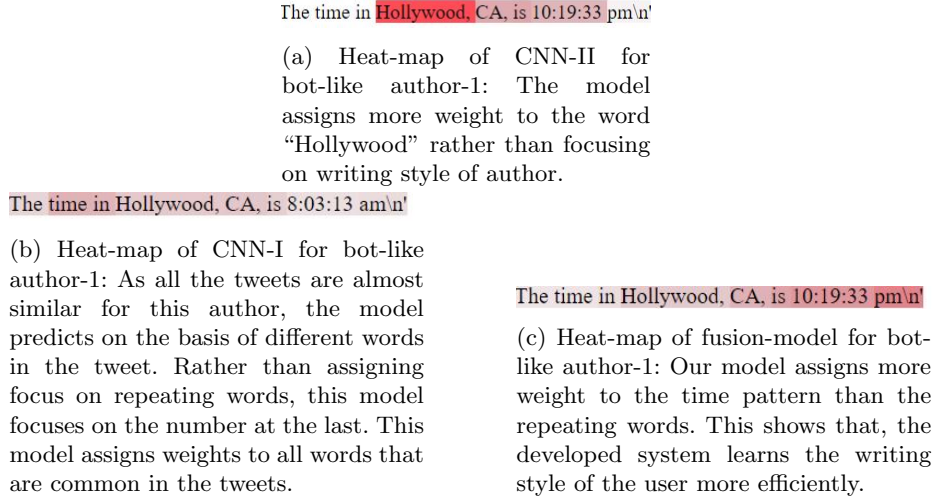 The time in Hollywood, CA, is 10:19:33 pm\n'
(a) Heat-map of CNN-II for
bot-like author-1: The model
assigns more weight to the word
“Hollywood” rather than focusing
on writing style of author.
The time in Hollywood, CA, is 8:03:13 am\n'
(b) Heat-map of CNN-I for bot-like
author-1: As all the tweets are almost
similar for this author, the model
predicts on the basis of different words
in the tweet. Rather than assigning
focus on repeating words, this model
focuses on the number at the last. This
model assigns weights to all words that
are common in the tweets.
The time in Hollywood, CA, is 10:19:33 pm\n'
(c) Heat-map of fusion-model for bot-
like author-1: Our model assigns more
weight to the time pattern than the
repeating words. This shows that, the
developed system learns the writing
style of the user more efficiently.